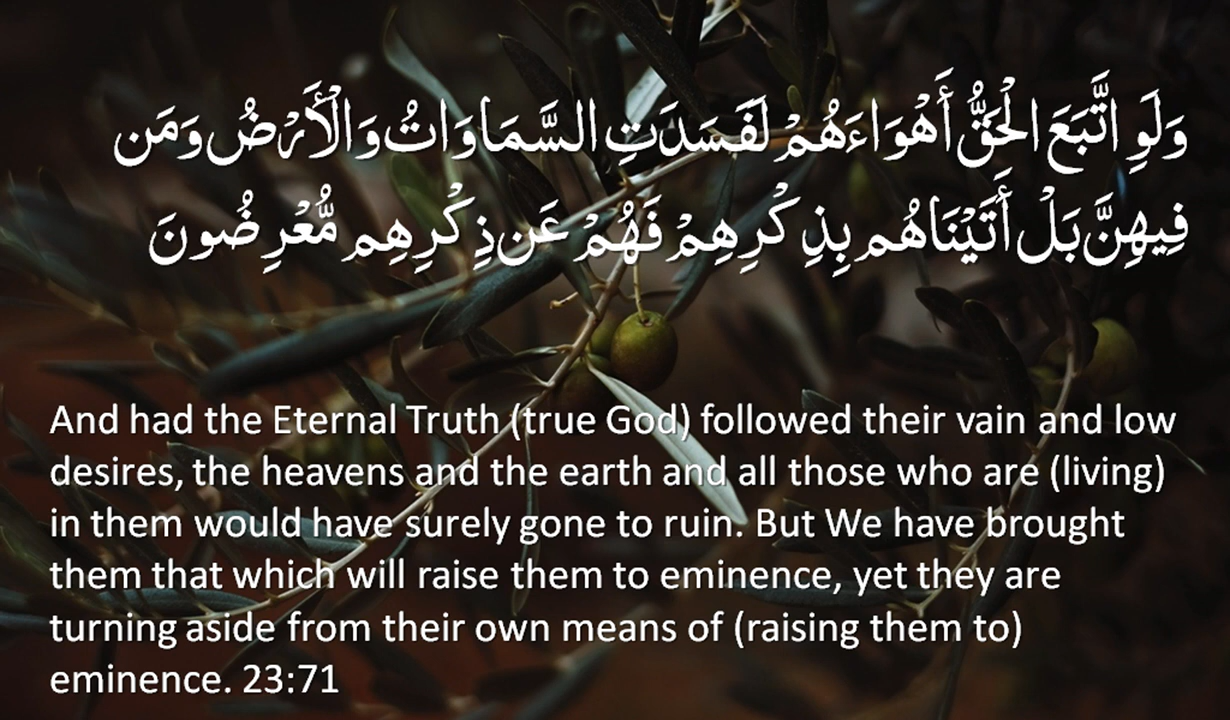 وَلَوِ اتَّبَعَ الْحَقُّ أَهْوَاءَهُمْ لَفَسَدَتِ السَّمَاوَاتُ وَالْأَرْضُ وَمَن
فِيهِنَّ بَلْ أَتَيْنَاهُم بِذِكْرِهِمْ فَهُمْ عَن ذِكْرِهِم مُّعْرِضُونَ
And had the Eternal Truth (true God) followed their vain and low
desires, the heavens and the earth and all those who are (living)
in them would have surely gone to ruin. But We have brought
them that which will raise them to eminence, yet they are
turning aside from their own means of (raising them to)
eminence. 23:71